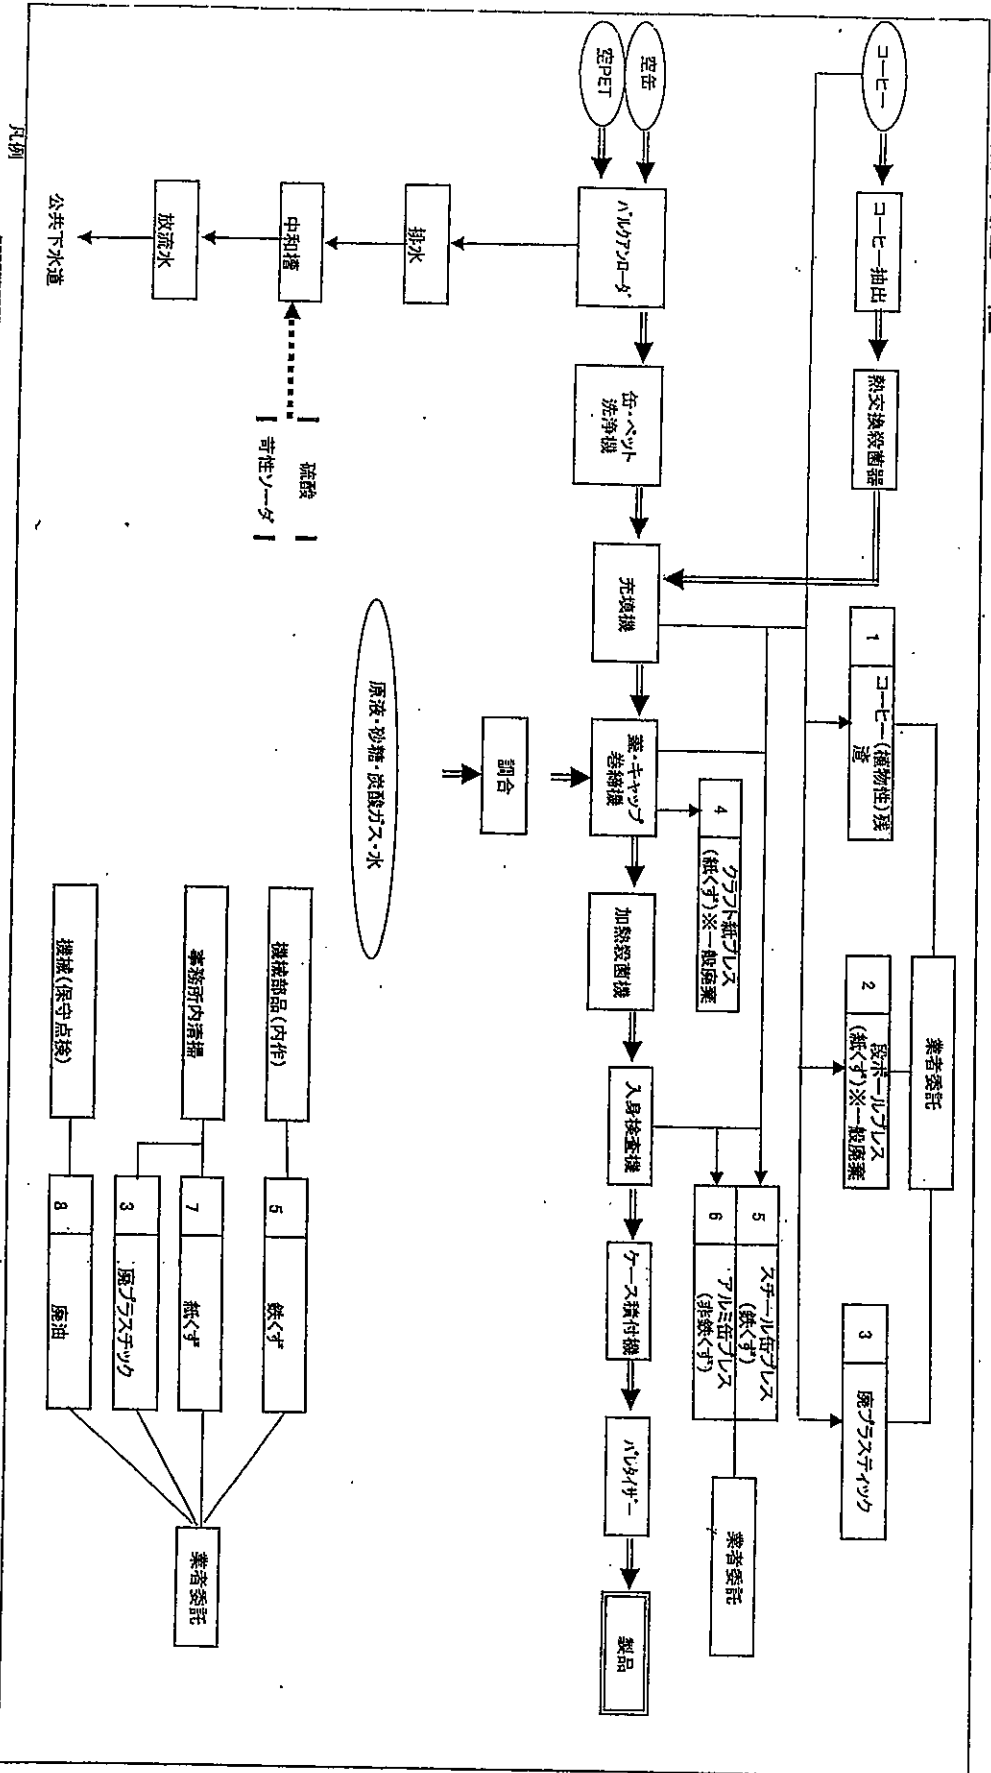 コーヒー
コーヒー抽出
熱交換殺菌器
1
コーヒー(植物性)残
渣
業者委託
2
段ボールプレス
(紙くず)※一般廃棄
3
廃プラスティック
空缶
空PET
バルクアンローダ
缶・ペット
洗浄機
充填機
蓋・キャップ
巻締機
4
クラフト紙プレス
(紙くず)※一般廃棄
加熱殺菌機
入身検査機
5
スチール缶プレス
(鉄くず)
6
アルミ缶プレス
(非鉄くず)
業者委託
ケース積付機
パレタイザー
製品
排水
中和槽
放流水
公共下水道
【 硫酸 】
【 苛性ソーダ 】
調合
原液・砂糖・炭酸ガス・水
機械部品(内作)
5
鉄くず
事務所内清掃
7
紙くず
3
廃プラスチック
機械(保守点検)
8
廃油
業者委託
凡例